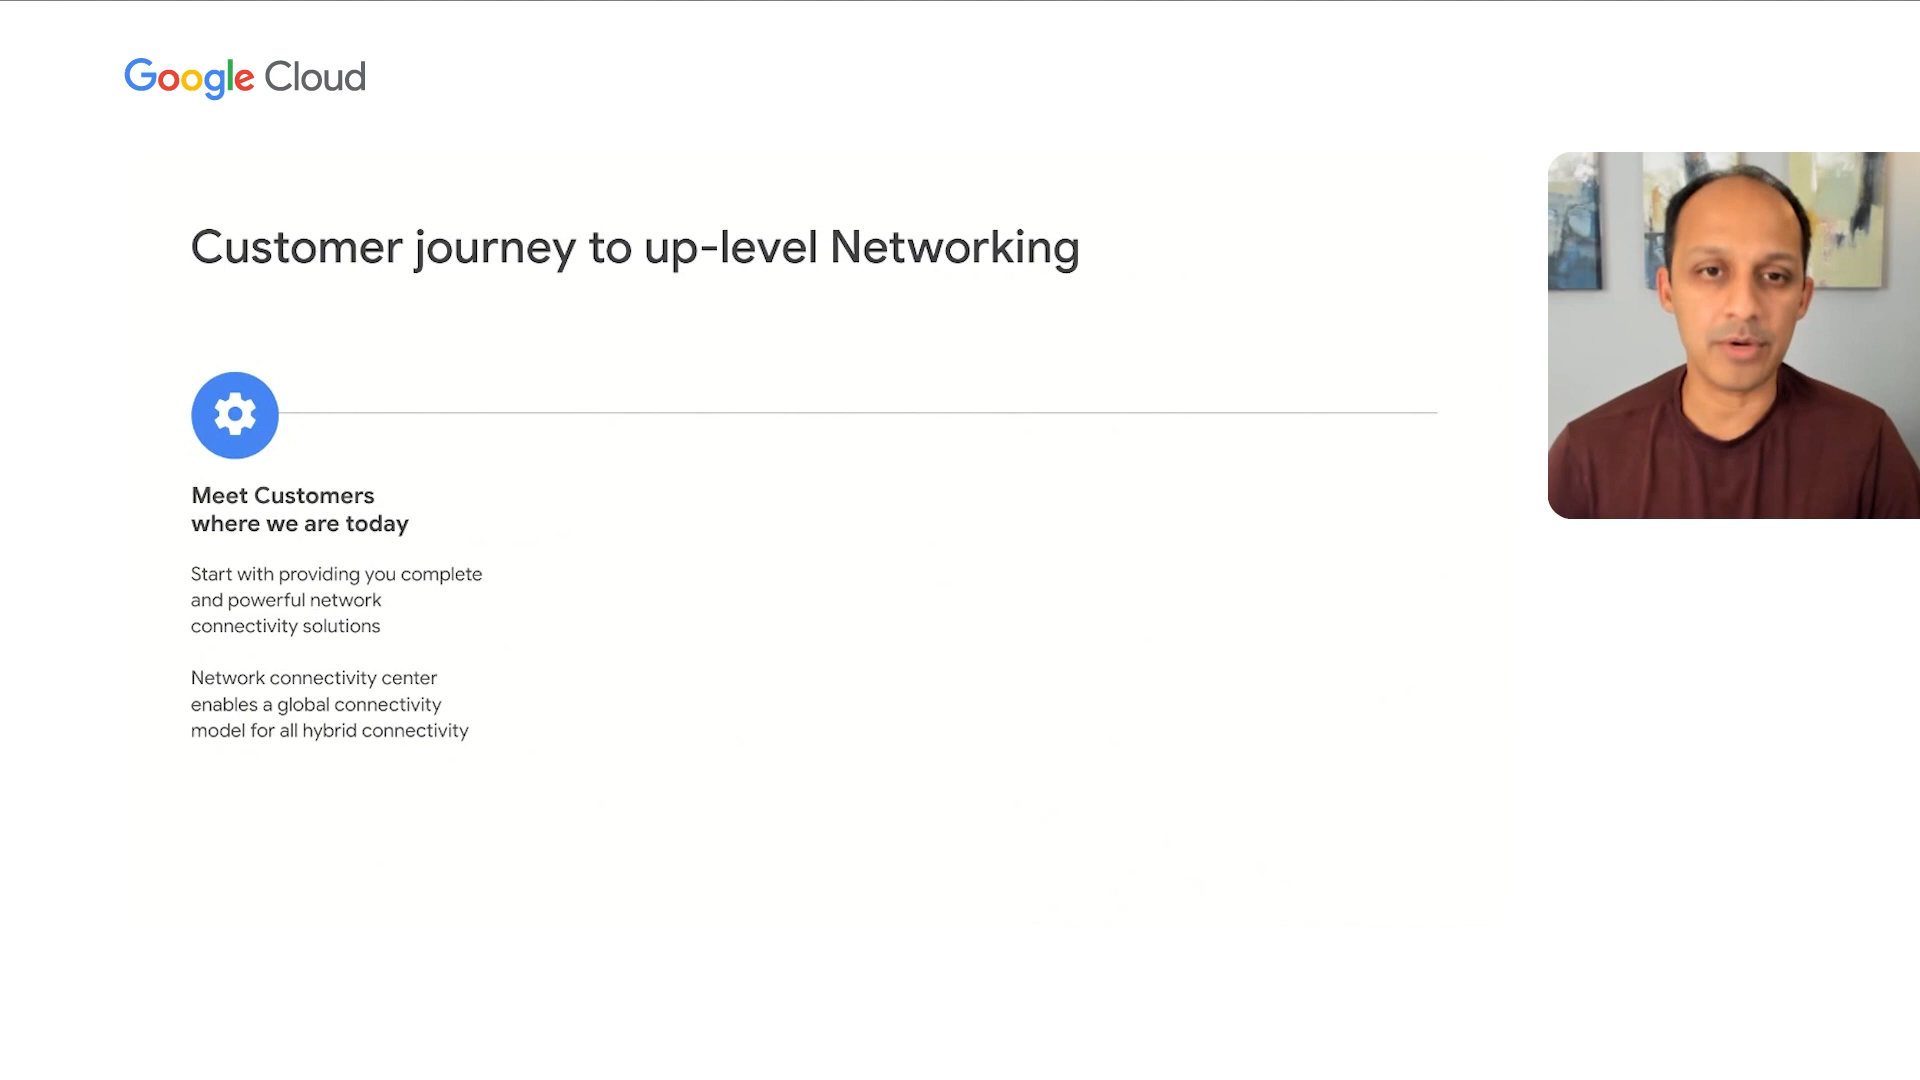 Google Cloud
Customer journey to up-level Networking
Meet Customers
where we are today
Start with providing you complete
and powerful network
connectivity solutions
Network connectivity center
enables a global connectivity
model for all hybrid connectivity